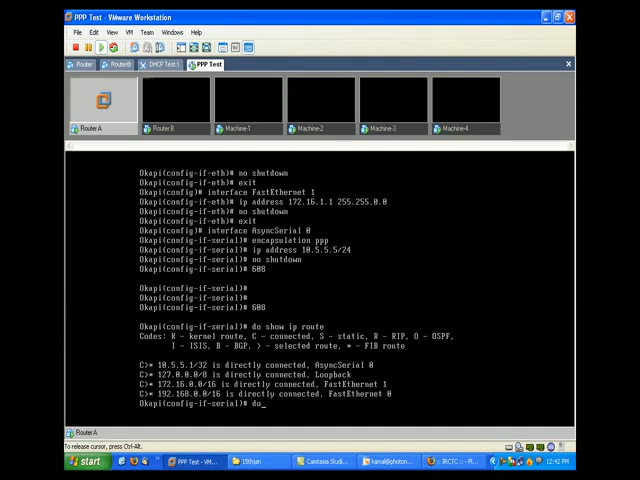 PPP Test - VMware Workstation
File Edit View VM Team Windows Help
Router RouterB DHCP Test 1 PPP Test
Router A Router B Machine-1 Machine-2 Machine-3 Machine-4
Okapi(config-if-eth)# no shutdown
Okapi(config-if-eth)# exit
Okapi(config)# interface FastEthernet 1
Okapi(config-if-eth)# ip address 172.16.1.1 255.255.0.0
Okapi(config-if-eth)# no shutdown
Okapi(config-if-eth)# exit
Okapi(config)# interface AsyncSerial 0
Okapi(config-if-serial)# encapsulation ppp
Okapi(config-if-serial)# ip address 10.5.5.5/24
Okapi(config-if-serial)# no shutdown
Okapi(config-if-serial)# 608
Okapi(config-if-serial)#
Okapi(config-if-serial)#
Okapi(config-if-serial)# 608
Okapi(config-if-serial)# do show ip route
Codes: K - kernel route, C - connected, S - static, R - RIP, O - OSPF,
I - ISIS, B - BGP, > - selected route, * - FIB route
C>* 10.5.5.1/32 is directly connected, AsyncSerial 0
C>* 127.0.0.0/8 is directly connected, Loopback
C>* 172.16.0.0/16 is directly connected, FastEthernet 1
C>* 192.168.0.0/16 is directly connected, FastEthernet 0
Okapi(config-if-serial)# do_
Router A
To release cursor, press Ctrl-Alt.
start PPP Test - VM... 15thjan Camtasia Studi... kamal@photon... :: IRCTC :: - Pl... 12:42 PM